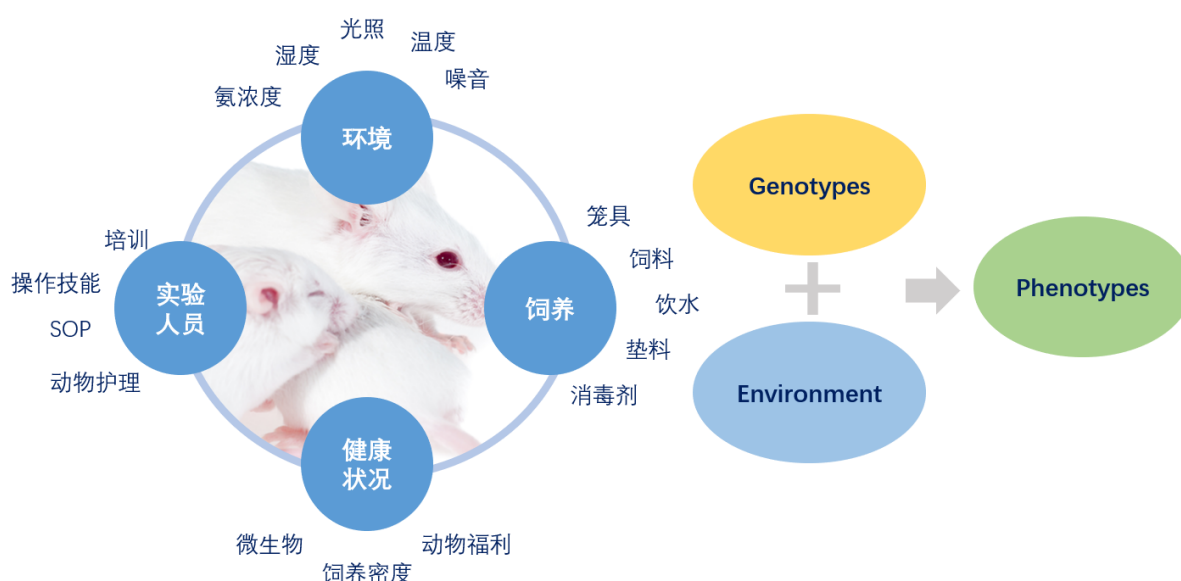 光照
温度
湿度
噪音
氨浓度
环境
笼具
饲料
饮水
垫料
消毒剂
饲养
培训
操作技能
SOP
动物护理
实验
人员
健康
状况
微生物
动物福利
饲养密度
Genotypes
Environment
Phenotypes